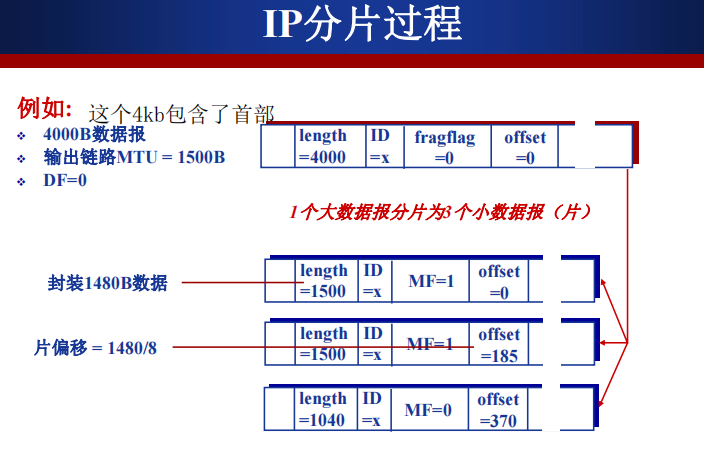 IP分片过程
例如: 这个4kb包含了首部
4000B数据报
输出链路MTU = 1500B
DF=0
length =4000 ID =x fragflag =0 offset =0
1个大数据报分片为3个小数据报（片）
封装1480B数据
length =1500 ID =x MF=1 offset =0
片偏移 = 1480/8
length =1500 ID =x MF=1 offset =185
length =1040 ID =x MF=0 offset =370